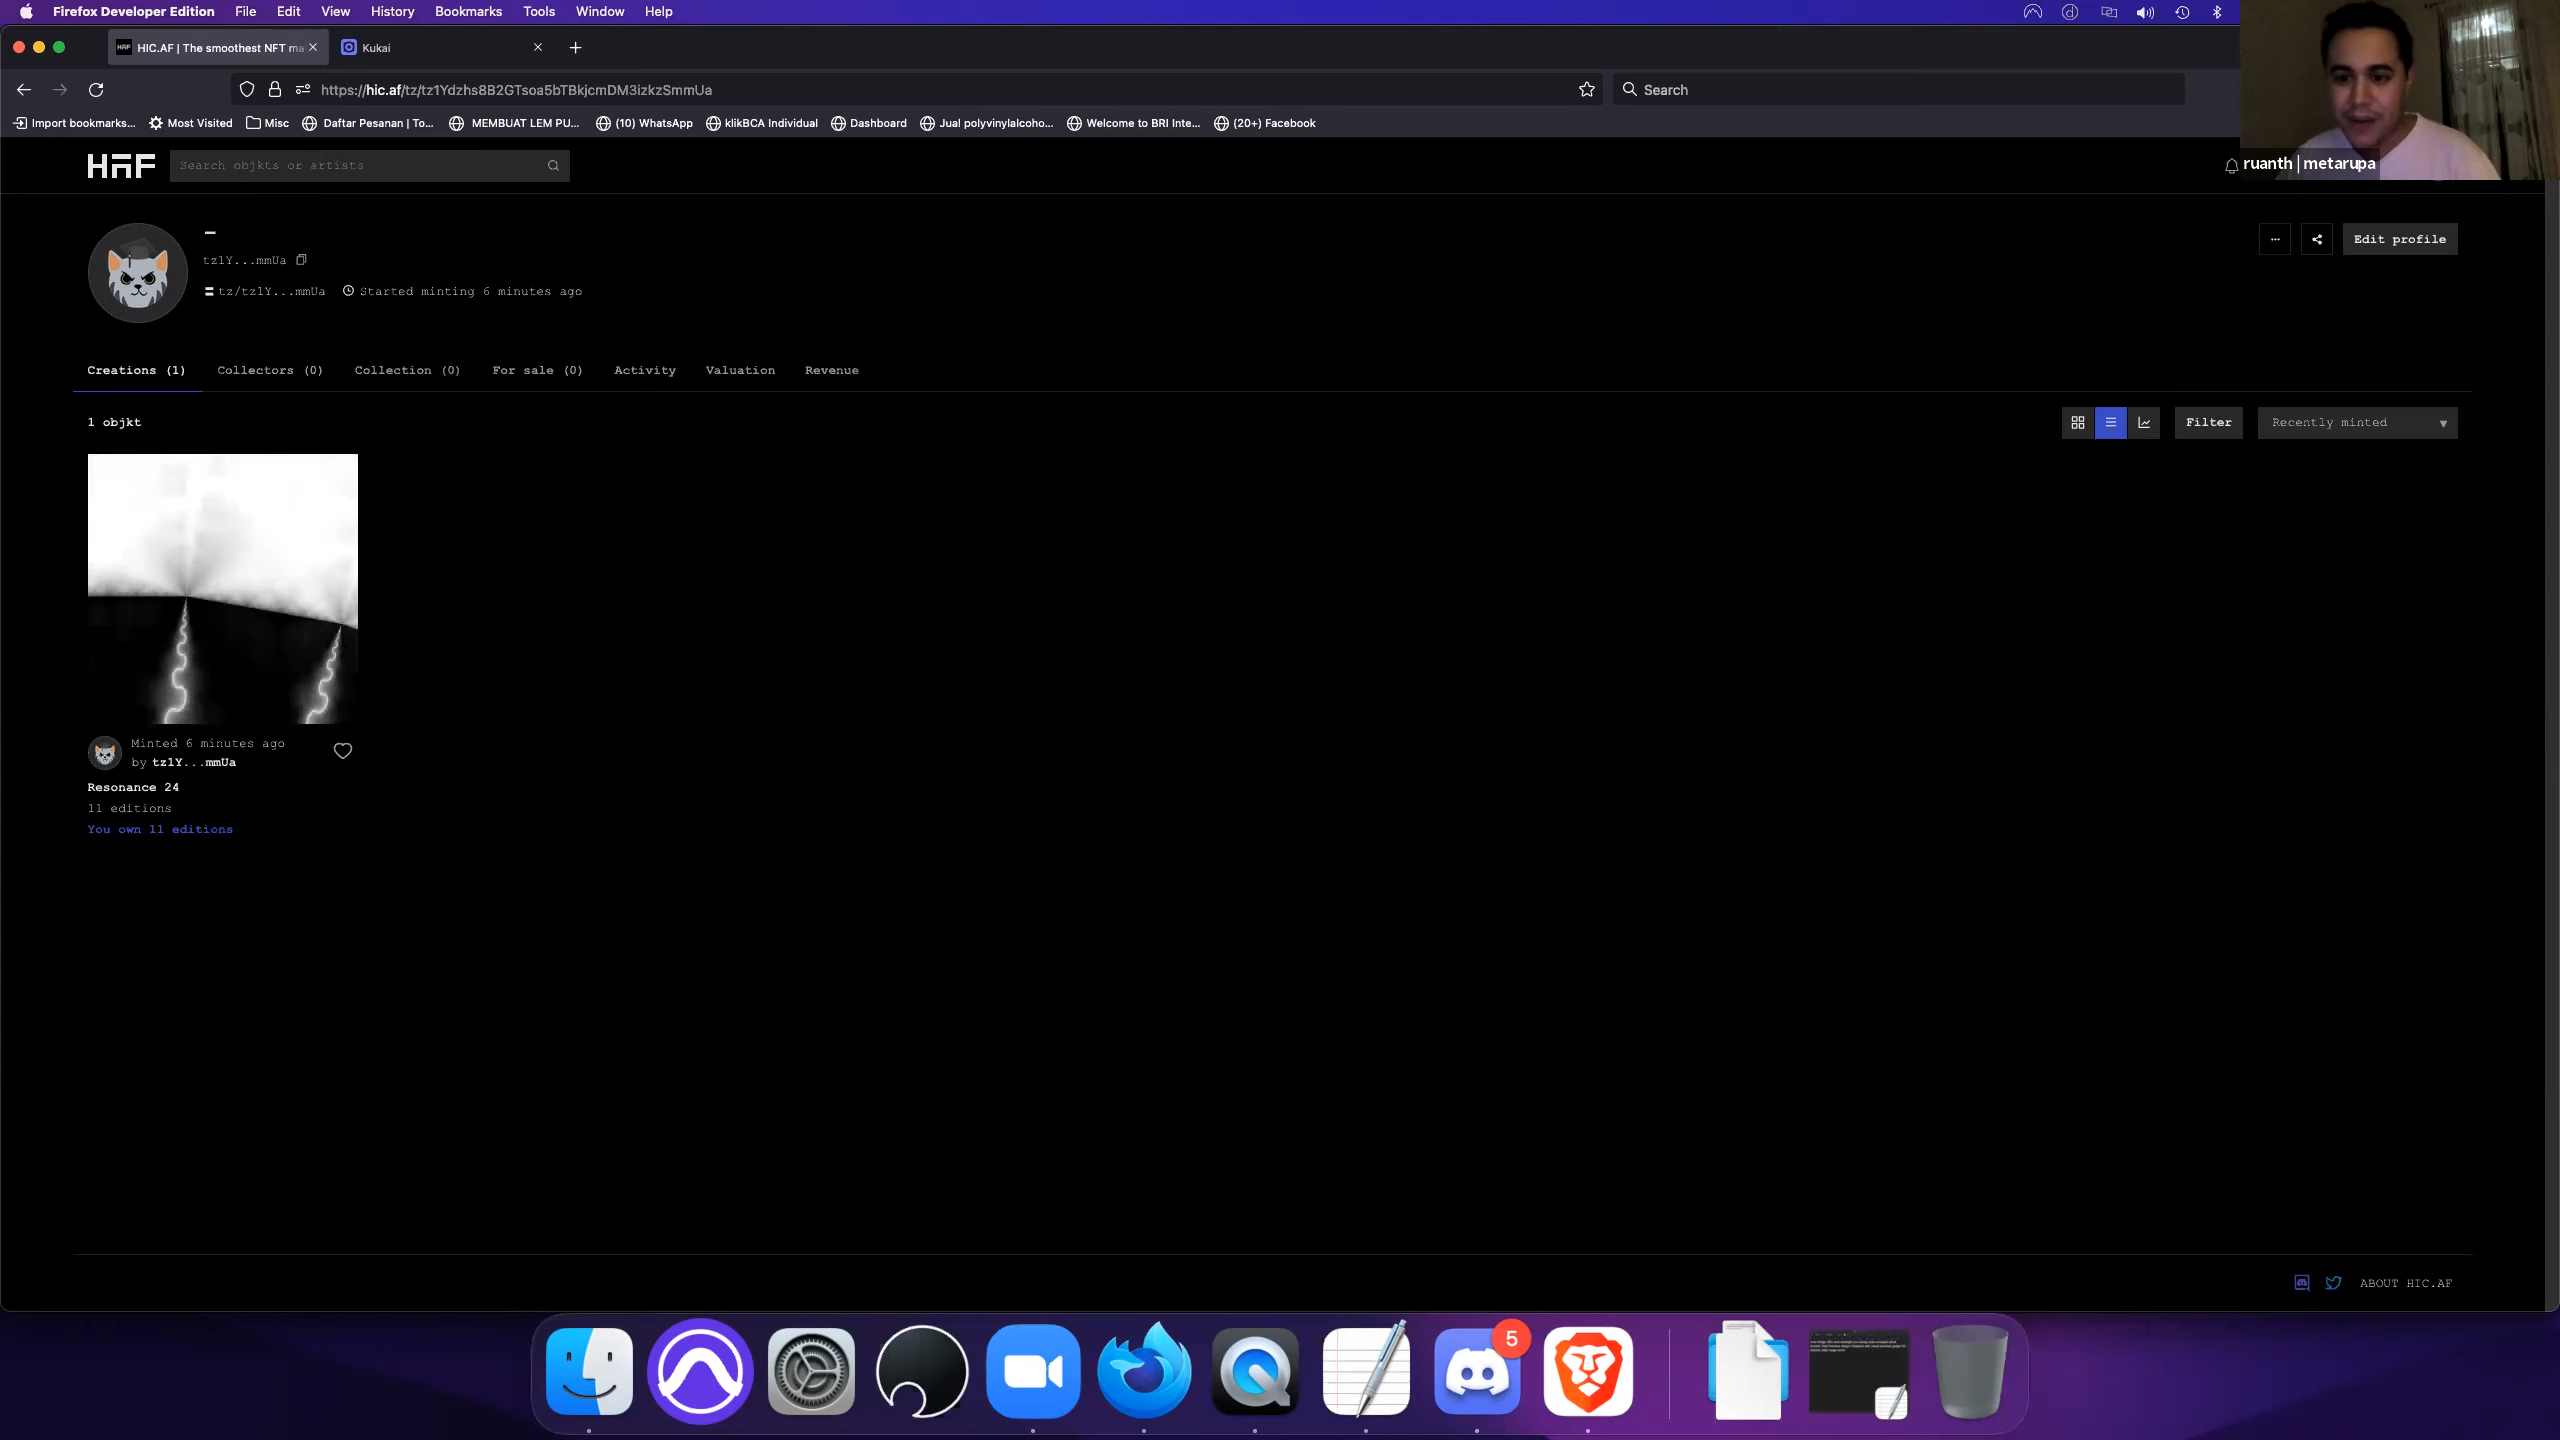 Firefox Developer Edition File Edit View History Bookmarks Tools Window Help
HIC.AF | The smoothest NFT ma Kukai
https://hic.af/tz/tz1Ydzhs8B2GTsoa5bTBkjcmDM3izkzSmmUa Search
Import bookmarks... Most Visited Misc Daftar Pesanan | To... MEMBUAT LEM PU... (10) WhatsApp klikBCA Individual Dashboard Jual polyvinylalcoho... Welcome to BRI Inte... (20+) Facebook
HAF Search objkts or artists
ruanth | metarupa
–
tz1Y...mmUa
tz/tz1Y...mmUa Started minting 6 minutes ago
... Edit profile
Creations (1) Collectors (0) Collection (0) For sale (0) Activity Valuation Revenue
1 objkt Filter Recently minted
Minted 6 minutes ago
by tz1Y...mmUa
Resonance 24
11 editions
You own 11 editions
ABOUT HIC.AF
5